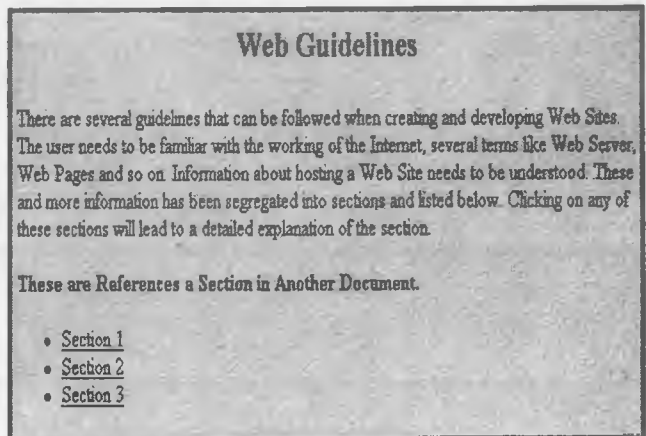 Web Guidelines
There are several guidelines that can be followed when creating and developing Web Sites.
The user needs to be familiar with the working of the Internet, several terms like Web Server,
Web Pages and so on. Information about hosting a Web Site needs to be understood. These
and more information has been segregated into sections and listed below. Clicking on any of
these sections will lead to a detailed explanation of the section.
These are References a Section in Another Document.
• Section 1
• Section 2
• Section 3